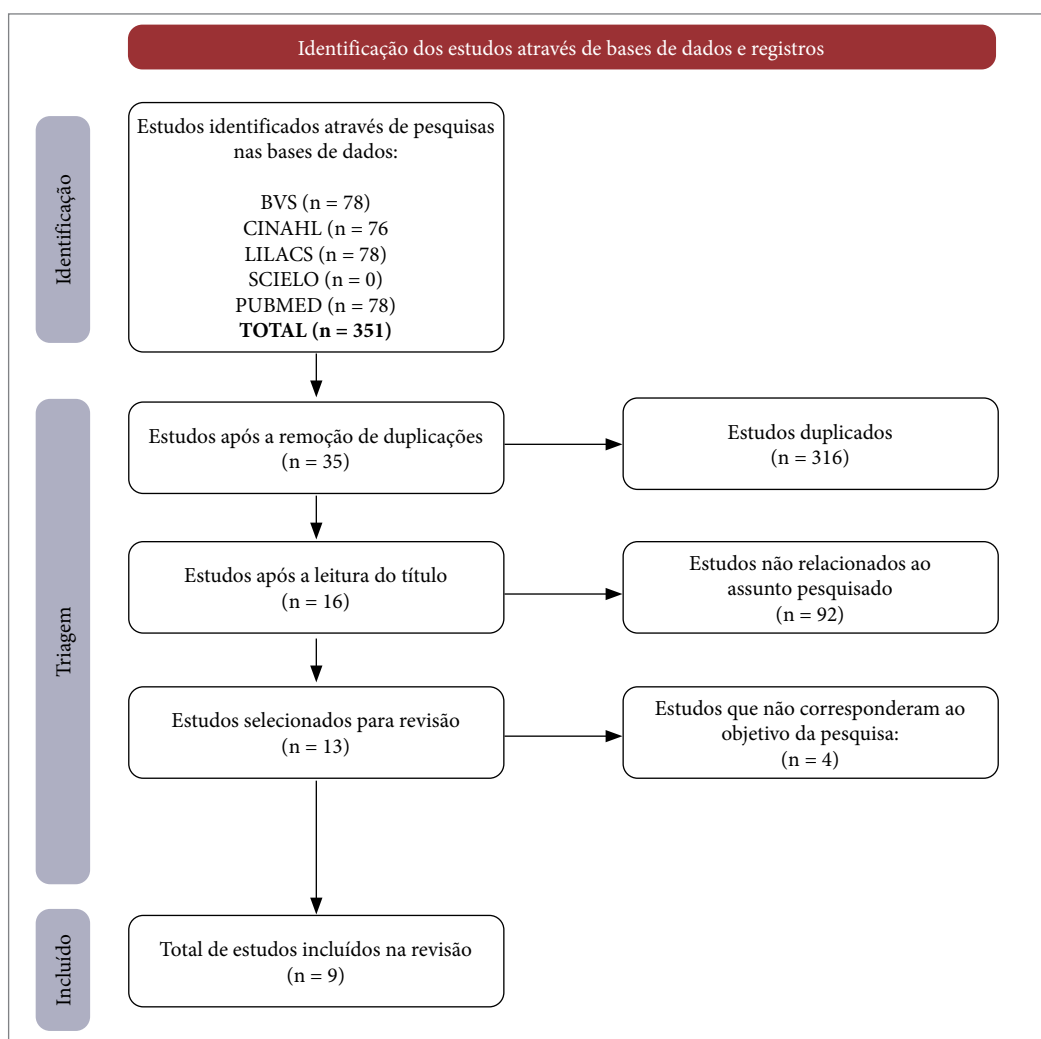 Identificação dos estudos através de bases de dados e registros
Identificação
Estudos identificados através de pesquisas
nas bases de dados:
BVS (n = 78)
CINAHL (n = 76
LILACS (n = 78)
SCIELO (n = 0)
PUBMED (n = 78)
TOTAL (n = 351)
Triagem
Estudos após a remoção de duplicações
(n = 35)
Estudos duplicados
(n = 316)
Estudos após a leitura do título
(n = 16)
Estudos não relacionados ao
assunto pesquisado
(n = 92)
Estudos selecionados para revisão
(n = 13)
Estudos que não corresponderam ao
objetivo da pesquisa:
(n = 4)
Incluído
Total de estudos incluídos na revisão
(n = 9)